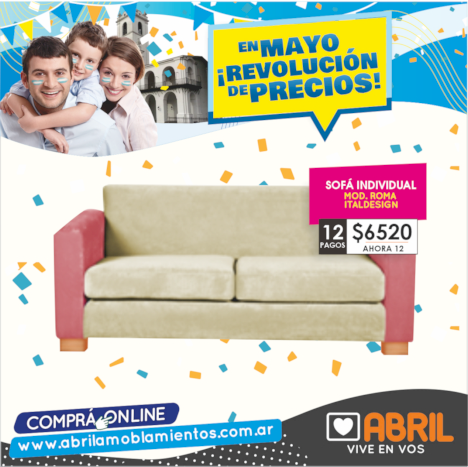 EN MAYO
¡REVOLUCIÓN
DE PRECIOS!
SOFÁ INDIVIDUAL
MOD. ROMA
ITALDESIGN
12 $6520
PAGOS AHORA 12
COMPRÁ ONLINE
www.abrilamoblamientos.com.ar
ABRIL
VIVE EN VOS